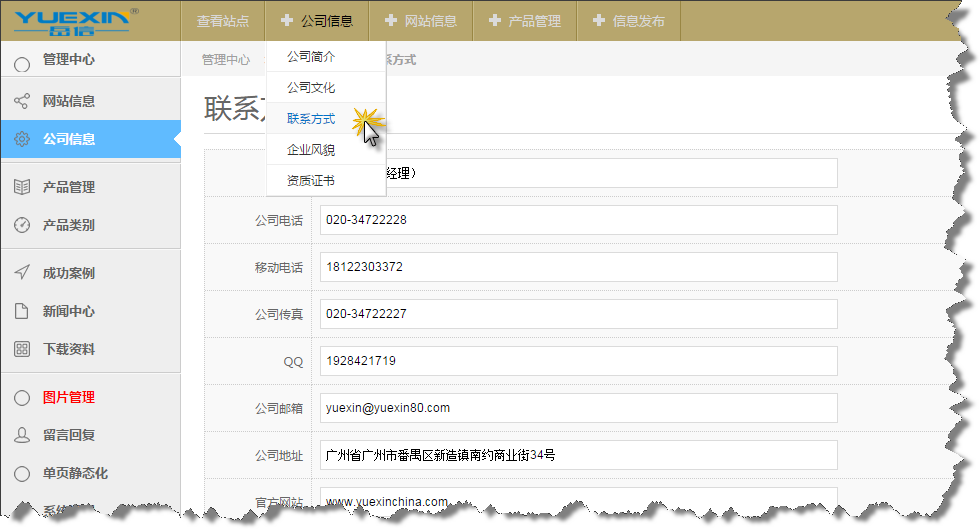 YUEXIN®
岳信
查看站点
公司信息
网站信息
产品管理
信息发布
公司简介
公司文化
联系方式
企业风貌
资质证书
管理中心
网站信息
公司信息
产品管理
产品类别
成功案例
新闻中心
下载资料
图片管理
留言回复
单页静态化
管理中心
系方式
联系
经理）
公司电话 020-34722228
移动电话 18122303372
公司传真 020-34722227
QQ 1928421719
公司邮箱 yuexin@yuexin80.com
公司地址 广州省广州市番禺区新造镇南约商业街34号
官方网站 www.yuexinchina.com